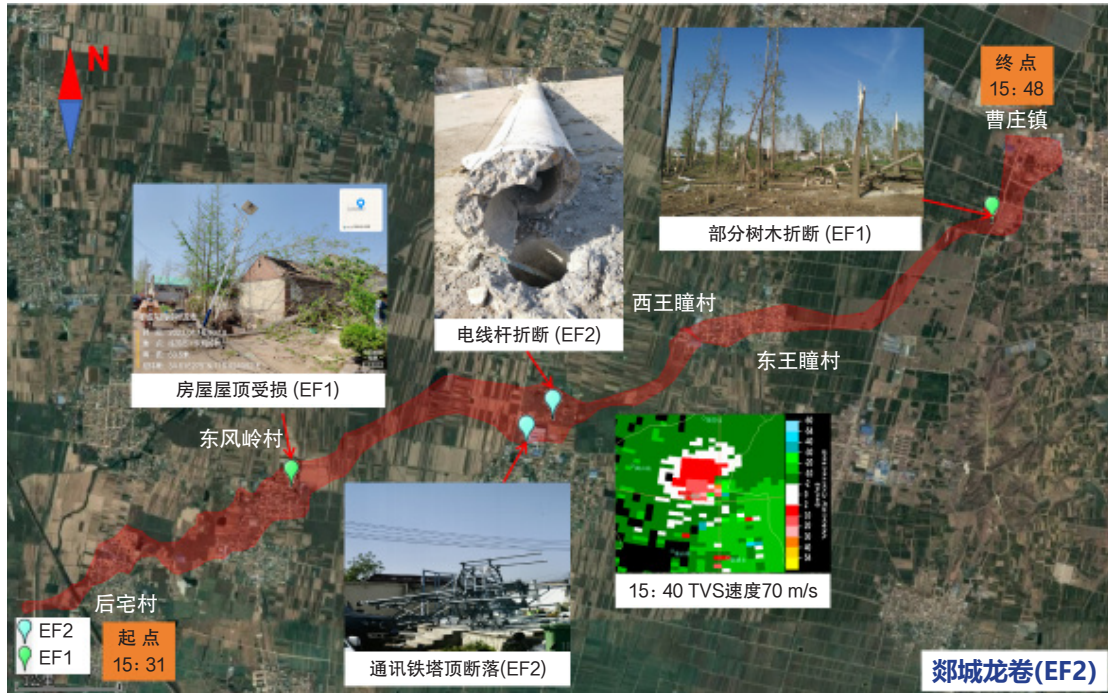 N
终 点
15: 48
曹庄镇
部分树木折断 (EF1)
电线杆折断 (EF2)
西王瞳村
东王瞳村
房屋屋顶受损 (EF1)
东风岭村
15: 40 TVS速度70 m/s
后宅村
EF2
EF1
起 点
15: 31
通讯铁塔顶断落(EF2)
郯城龙卷(EF2)
Velocity Corrected